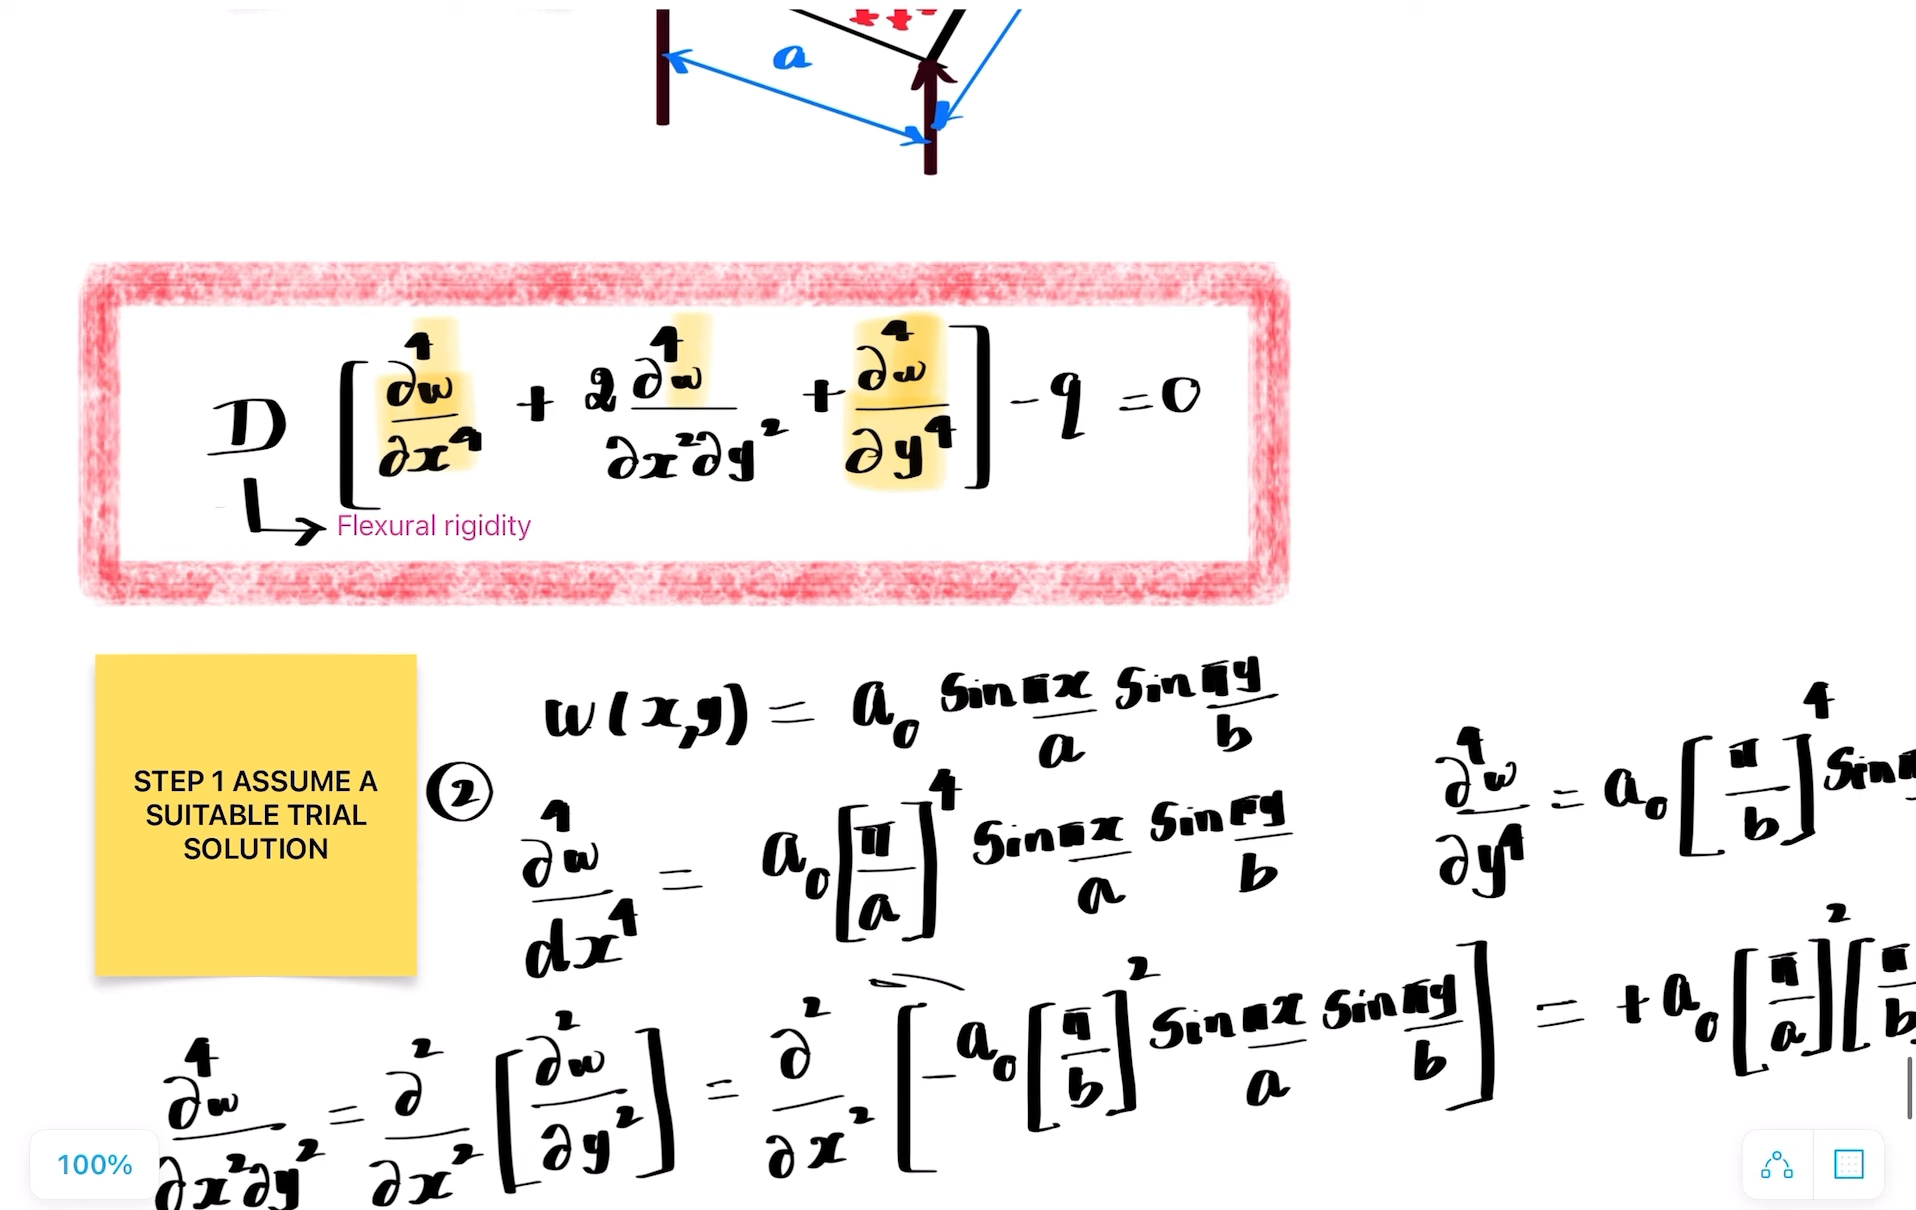 a
D [∂⁴w/∂x⁴ + 2 ∂⁴w/∂x²∂y² + ∂⁴w/∂y⁴] - q = 0
Flexural rigidity
STEP 1 ASSUME A
SUITABLE TRIAL
SOLUTION
②
w(x,y) = a₀ sin πx/a sin πy/b
∂⁴w/dx⁴ = a₀ [π/a]⁴ sin πx/a sin πy/b
∂⁴w/∂y⁴ = a₀ [π/b]⁴ sin
∂⁴w/∂x²∂y² = ∂²/∂x² [∂²w/∂y²] = ∂²/∂x² [-a₀ [π/b]² sin πx/a sin πy/b] = +a₀ [π/a]² [π/b
100%